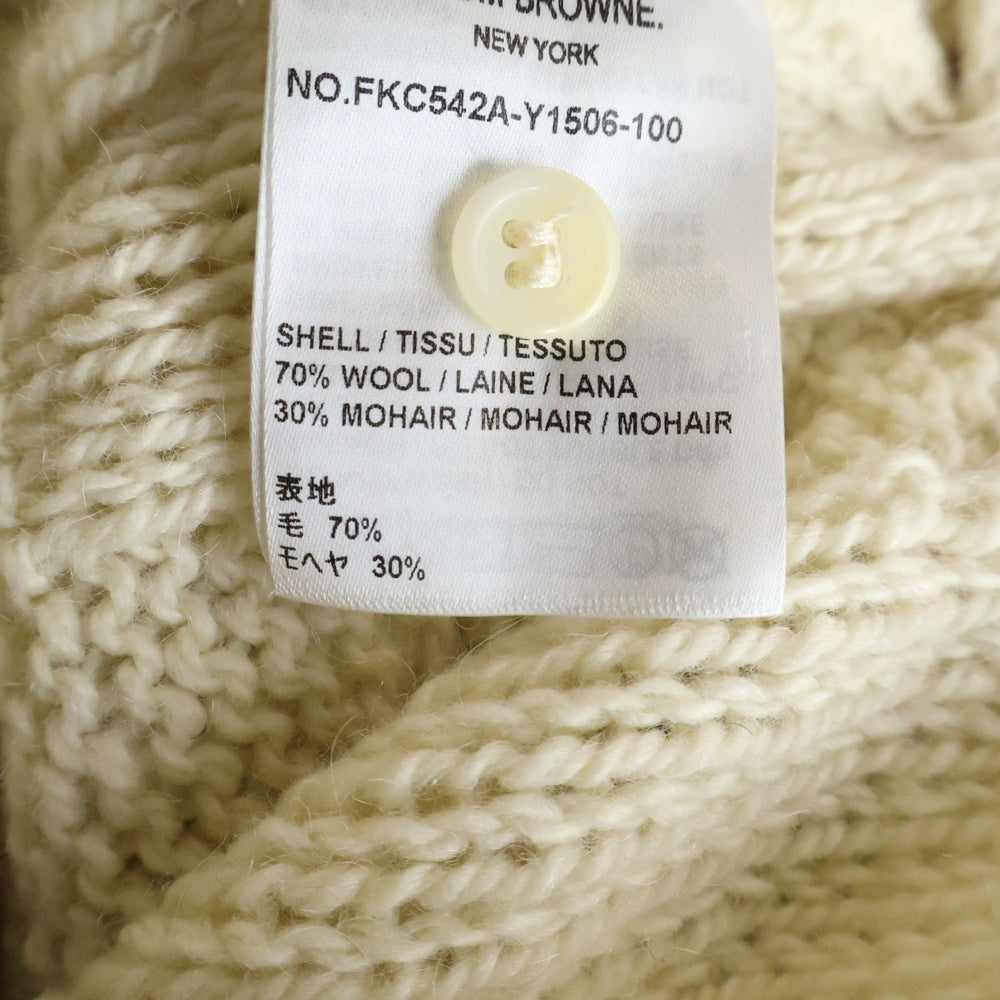 BROWNE.
NEW YORK
NO.FKC542A-Y1506-100
SHELL / TISSU / TESSUTO
70% WOOL / LAINE / LANA
30% MOHAIR / MOHAIR / MOHAIR
表地
毛 70%
モヘヤ 30%